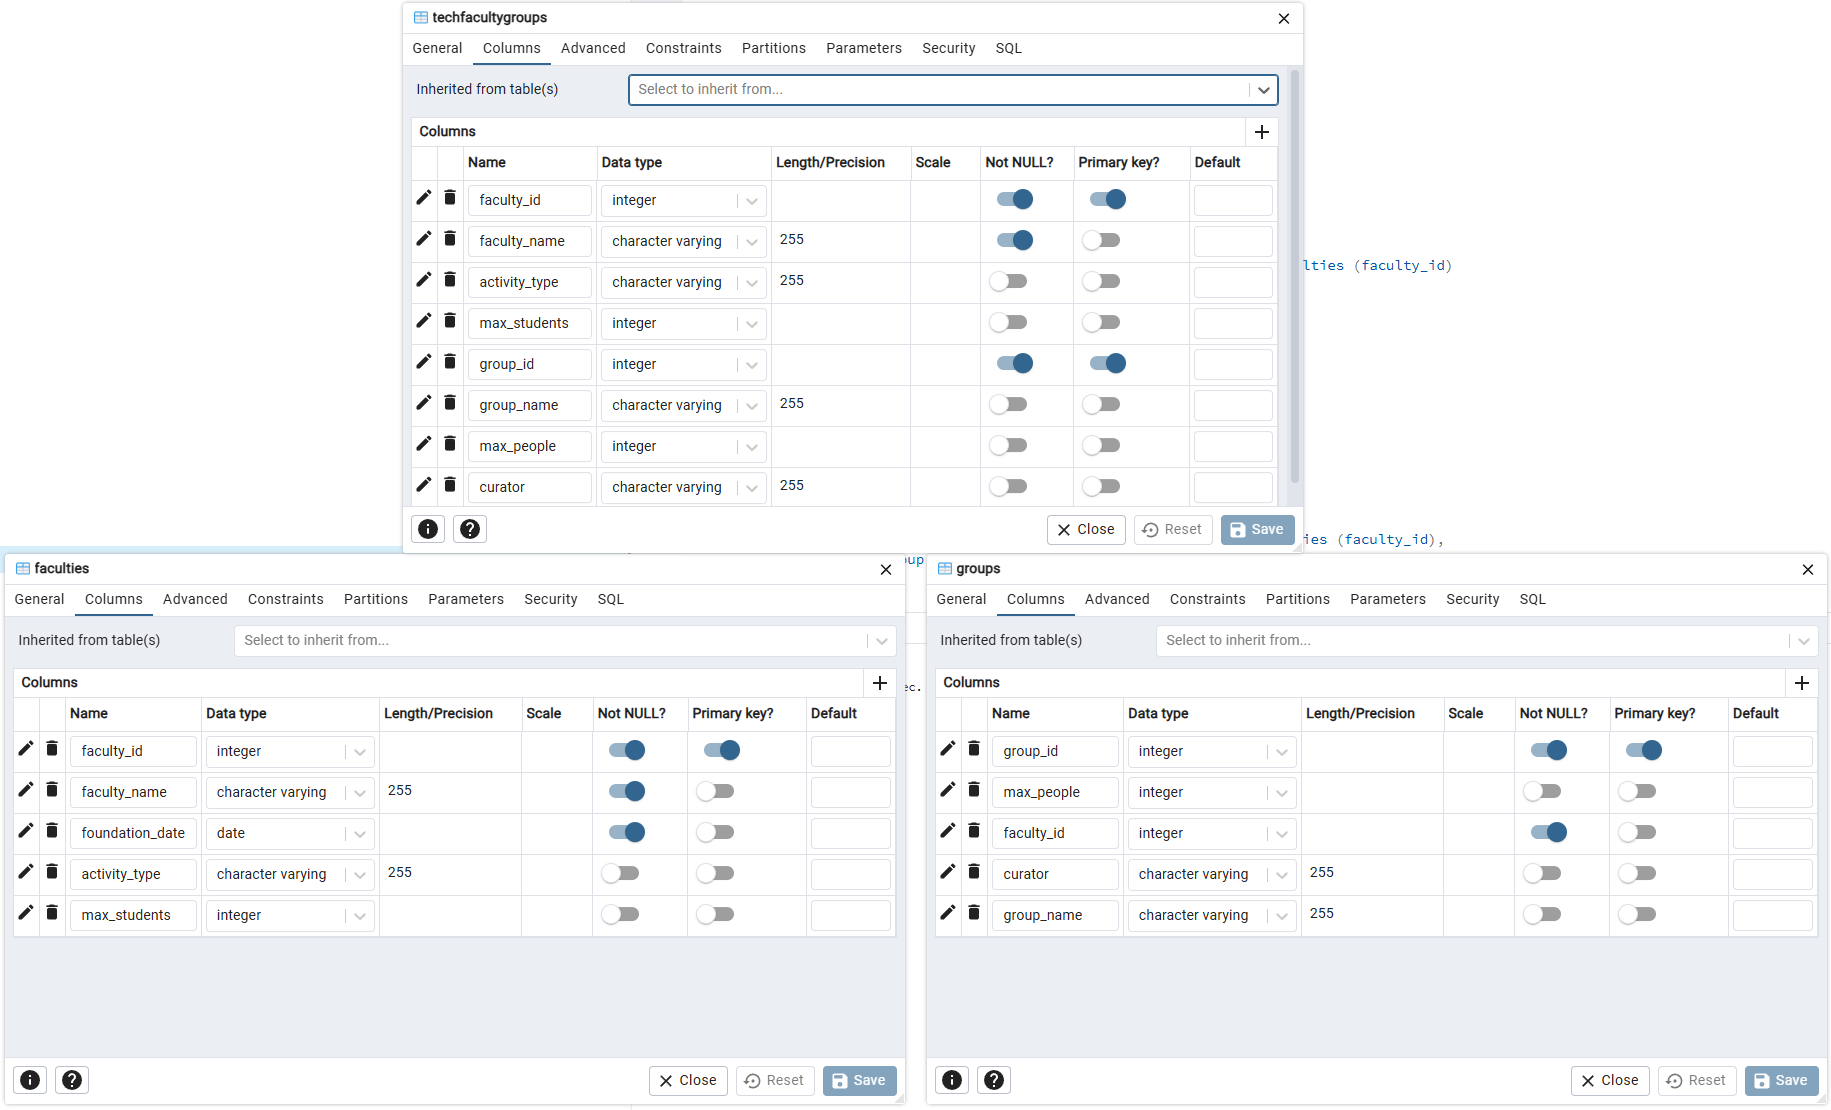 techfacultygroups
General Columns Advanced Constraints Partitions Parameters Security SQL
Inherited from table(s) Select to inherit from...
Columns
Name Data type Length/Precision Scale Not NULL? Primary key? Default
faculty_id integer
faculty_name character varying 255
activity_type character varying 255
max_students integer
group_id integer
group_name character varying 255
max_people integer
curator character varying 255
Close Reset Save
lties (faculty_id)
ies (faculty_id),
oup
ec.
faculties
General Columns Advanced Constraints Partitions Parameters Security SQL
Inherited from table(s) Select to inherit from...
Columns
Name Data type Length/Precision Scale Not NULL? Primary key? Default
faculty_id integer
faculty_name character varying 255
foundation_date date
activity_type character varying 255
max_students integer
Close Reset Save
groups
General Columns Advanced Constraints Partitions Parameters Security SQL
Inherited from table(s) Select to inherit from...
Columns
Name Data type Length/Precision Scale Not NULL? Primary key? Default
group_id integer
max_people integer
faculty_id integer
curator character varying 255
group_name character varying 255
Close Reset Save